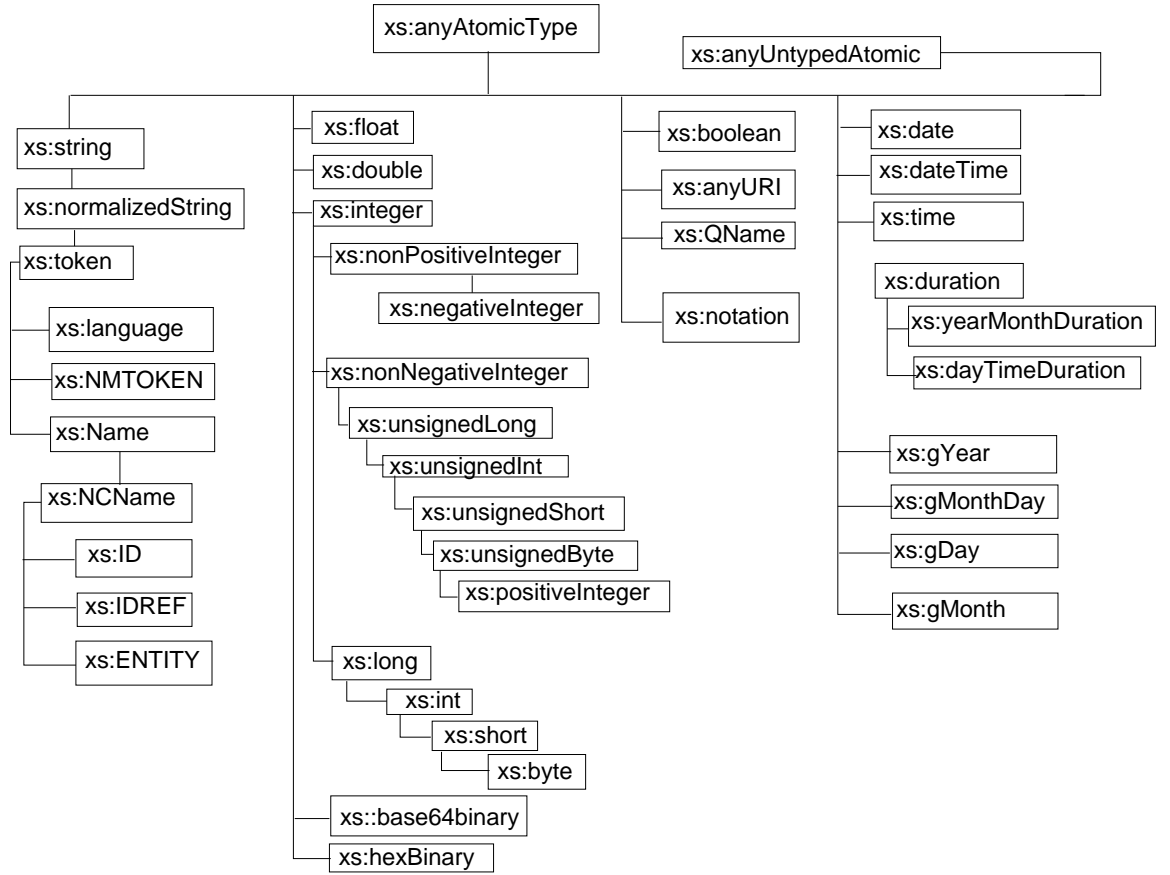 xs:anyAtomicType
xs:anyUntypedAtomic
xs:string
xs:normalizedString
xs:token
xs:language
xs:NMTOKEN
xs:Name
xs:NCName
xs:ID
xs:IDREF
xs:ENTITY
xs:float
xs:double
xs:integer
xs:nonPositiveInteger
xs:negativeInteger
xs:nonNegativeInteger
xs:unsignedLong
xs:unsignedInt
xs:unsignedShort
xs:unsignedByte
xs:positiveInteger
xs:long
xs:int
xs:short
xs:byte
xs::base64binary
xs:hexBinary
xs:boolean
xs:anyURI
xs:QName
xs:notation
xs:date
xs:dateTime
xs:time
xs:duration
xs:yearMonthDuration
xs:dayTimeDuration
xs:gYear
xs:gMonthDay
xs:gDay
xs:gMonth